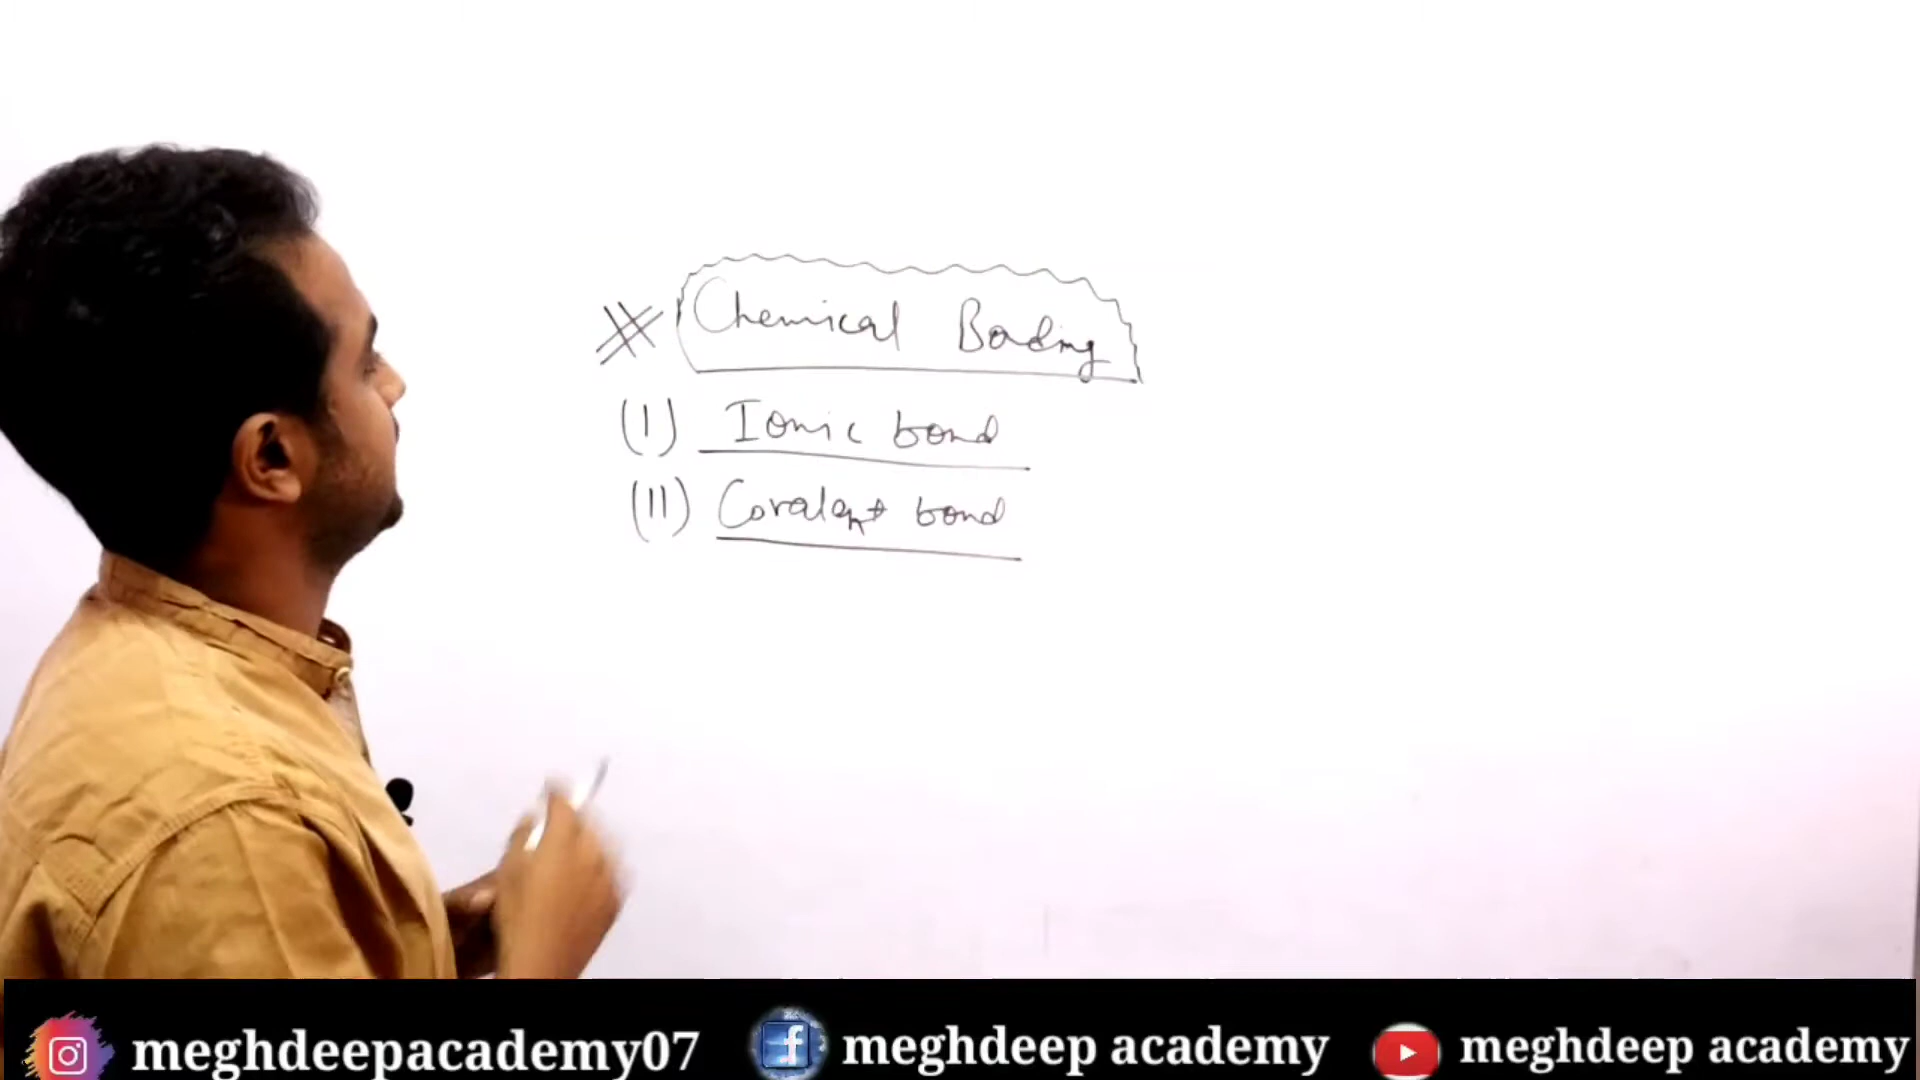 Chemical Bonding
(I) Ionic bond
(II) Covalent bond
meghdeepacademy07 meghdeep academy meghdeep academy